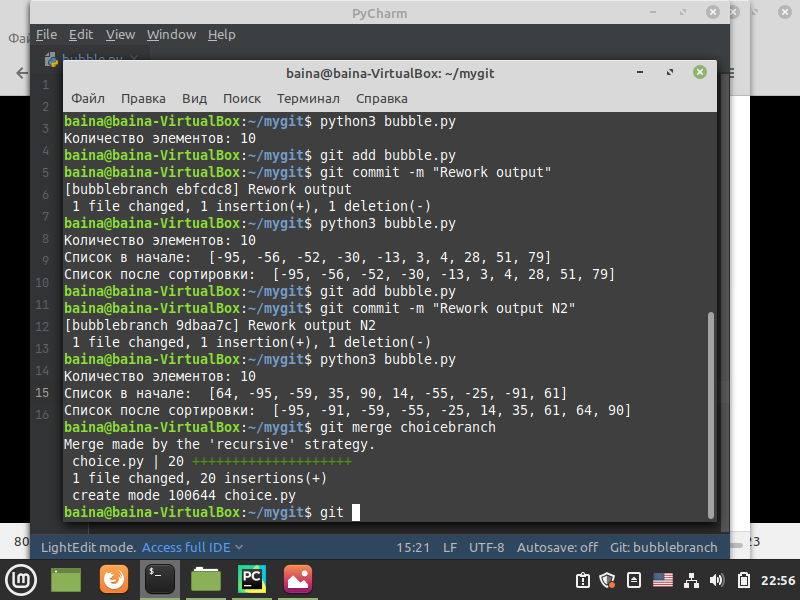 PyCharm
Фай
File Edit View Window Help
bubble.py
baina@baina-VirtualBox: ~/mygit
Файл Правка Вид Поиск Терминал Справка
1
2
3
4
5
6
7
8
9
10
11
12
13
14
15
16
baina@baina-VirtualBox:~/mygit$ python3 bubble.py
Количество элементов: 10
baina@baina-VirtualBox:~/mygit$ git add bubble.py
baina@baina-VirtualBox:~/mygit$ git commit -m "Rework output"
[bubblebranch ebfcdc8] Rework output
1 file changed, 1 insertion(+), 1 deletion(-)
baina@baina-VirtualBox:~/mygit$ python3 bubble.py
Количество элементов: 10
Список в начале:  [-95, -56, -52, -30, -13, 3, 4, 28, 51, 79]
Список после сортировки:  [-95, -56, -52, -30, -13, 3, 4, 28, 51, 79]
baina@baina-VirtualBox:~/mygit$ git add bubble.py
baina@baina-VirtualBox:~/mygit$ git commit -m "Rework output N2"
[bubblebranch 9dbaa7c] Rework output N2
1 file changed, 1 insertion(+), 1 deletion(-)
baina@baina-VirtualBox:~/mygit$ python3 bubble.py
Количество элементов: 10
Список в начале:  [64, -95, -59, 35, 90, 14, -55, -25, -91, 61]
Список после сортировки:  [-95, -91, -59, -55, -25, 14, 35, 61, 64, 90]
baina@baina-VirtualBox:~/mygit$ git merge choicebranch
Merge made by the 'recursive' strategy.
choice.py | 20 ++++++++++++++++++++
1 file changed, 20 insertions(+)
create mode 100644 choice.py
baina@baina-VirtualBox:~/mygit$ git
80
23
LightEdit mode. Access full IDE 15:21 LF UTF-8 Autosave: off Git: bubblebranch
PC
22:56